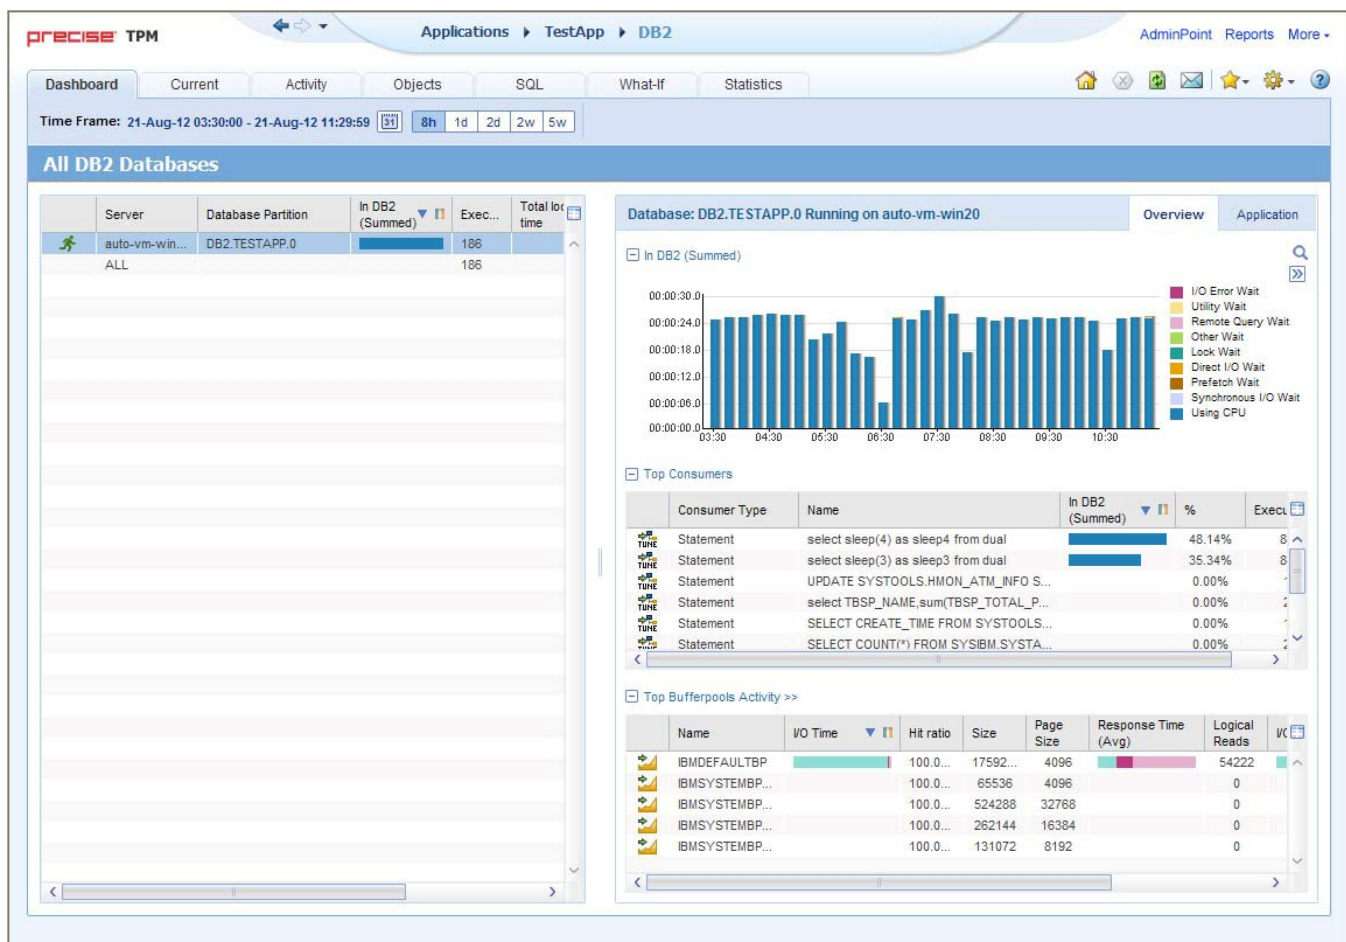 precise TPM
Applications TestApp DB2
AdminPoint Reports More
Dashboard Current Activity Objects SQL What-If Statistics
Time Frame: 21-Aug-12 03:30:00 - 21-Aug-12 11:29:59 31 8h 1d 2d 2w 5w
All DB2 Databases
Server Database Partition In DB2 (Summed) Exec... Total loc time
auto-vm-win... DB2.TESTAPP.0 186
ALL 186
Database: DB2.TESTAPP.0 Running on auto-vm-win20 Overview Application
In DB2 (Summed)
00:00:30.0
00:00:24.0
00:00:18.0
00:00:12.0
00:00:06.0
00:00:00.0
03:30 04:30 05:30 06:30 07:30 08:30 09:30 10:30
I/O Error Wait
Utility Wait
Remote Query Wait
Other Wait
Lock Wait
Direct I/O Wait
Prefetch Wait
Synchronous I/O Wait
Using CPU
Top Consumers
Consumer Type Name In DB2 (Summed) % Execu
TUNE Statement select sleep(4) as sleep4 from dual 48.14% 8
TUNE Statement select sleep(3) as sleep3 from dual 35.34% 8
TUNE Statement UPDATE SYSTOOLS.HMON_ATM_INFO S... 0.00%
TUNE Statement select TBSP_NAME,sum(TBSP_TOTAL_P... 0.00%
TUNE Statement SELECT CREATE_TIME FROM SYSTOOLS... 0.00%
Statement SELECT COUNT(*) FROM SYSIBM.SYSTA... 0.00%
Top Bufferpools Activity >>
Name I/O Time Hit ratio Size Page Size Response Time (Avg) Logical Reads
IBMDEFAULTBP 100.0... 17592... 4096 54222
IBMSYSTEMBP... 100.0... 65536 4096 0
IBMSYSTEMBP... 100.0... 524288 32768 0
IBMSYSTEMBP... 100.0... 262144 16384 0
IBMSYSTEMBP... 100.0... 131072 8192 0